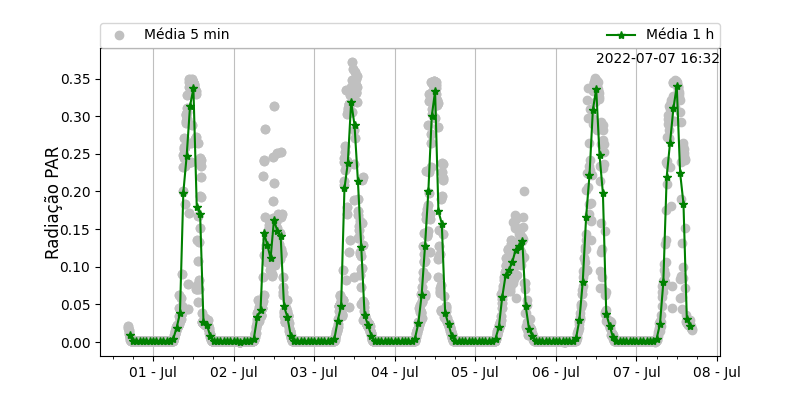 Média 5 min
Média 1 h
2022-07-07 16:32
Radiação PAR
0.35
0.30
0.25
0.20
0.15
0.10
0.05
0.00
01 - Jul
02 - Jul
03 - Jul
04 - Jul
05 - Jul
06 - Jul
07 - Jul
08 - Jul